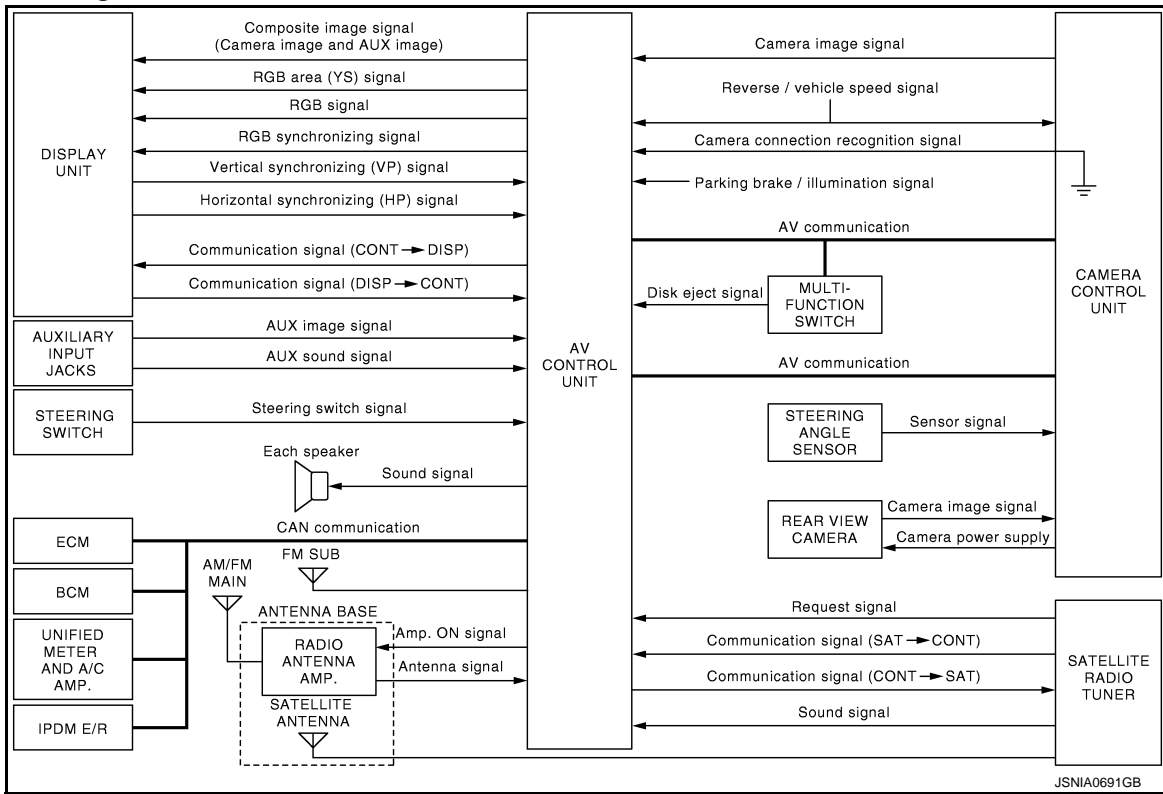 Composite image signal
(Camera image and AUX image)
RGB area (YS) signal
RGB signal
RGB synchronizing signal
Vertical synchronizing (VP) signal
Horizontal synchronizing (HP) signal
Communication signal (CONT → DISP)
Communication signal (DISP → CONT)
DISPLAY
UNIT
AUX image signal
AUX sound signal
AUXILIARY
INPUT
JACKS
Steering switch signal
STEERING
SWITCH
Each speaker
Sound signal
CAN communication
ECM
BCM
UNIFIED
METER
AND A/C
AMP.
IPDM E/R
FM SUB
AM/FM
MAIN
ANTENNA BASE
RADIO
ANTENNA
AMP.
Amp. ON signal
Antenna signal
SATELLITE
ANTENNA
AV
CONTROL
UNIT
Camera image signal
Reverse / vehicle speed signal
Camera connection recognition signal
Parking brake / illumination signal
AV communication
Disk eject signal
MULTI-
FUNCTION
SWITCH
AV communication
STEERING
ANGLE
SENSOR
Sensor signal
REAR VIEW
CAMERA
Camera image signal
Camera power supply
CAMERA
CONTROL
UNIT
Request signal
Communication signal (SAT → CONT)
Communication signal (CONT → SAT)
Sound signal
SATELLITE
RADIO
TUNER
JSNIA0691GB